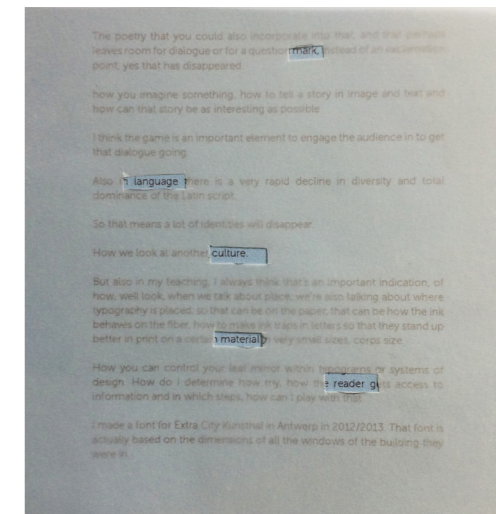 The poetry that you could also incorporate into that, and that perhaps
leaves room for dialogue or for a question mark, instead of an exclamation
point, yes that has disappeared.
how you imagine something, how to tell a story in image and text and
how can that story be as interesting as possible
I think the game is an important element to engage the audience in to get
that dialogue going.
Also in language there is a very rapid decline in diversity and total
dominance of the Latin script.
So that means a lot of identities will disappear.
How we look at another culture.
But also in my teaching, I always think that's an important indication, of
how, well look, when we talk about place, we're also talking about where
typography is placed, so that can be on the paper, that can be how the ink
behaves on the fiber, how to make ink traps in letters so that they stand up
better in print on a certain material, very small sizes, corps size
How you can control your leaf mirror within typograms or systems of
design. How do I determine how my, how the reader gets access to
information and in which steps, how can I play with that
I made a font for Extra City Kunsthal in Antwerp in 2012/2013. That font is
actually based on the dimensions of all the windows of the building they
were in.